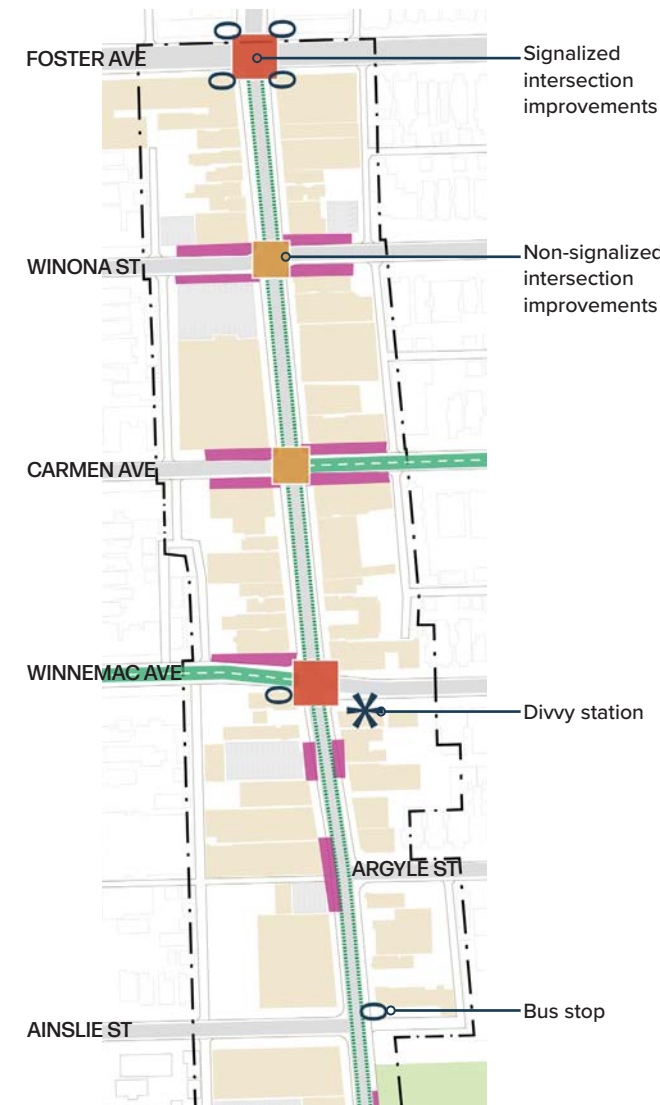 FOSTER AVE
Signalized
intersection
improvements
WINONA ST
Non-signalized
intersection
improvements
CARMEN AVE
WINNEMAC AVE
Divvy station
ARGYLE ST
Bus stop
AINSLIE ST